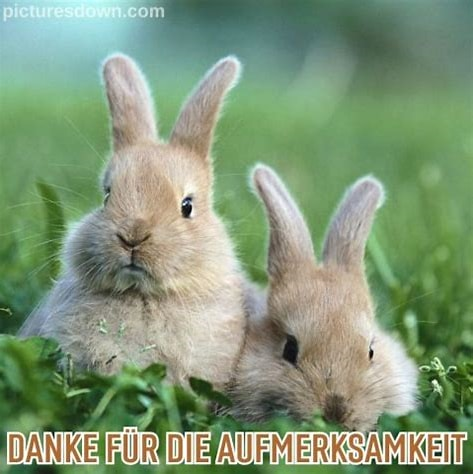 picturesdown.com
DANKE FÜR DIE AUFMERKSAMKEIT